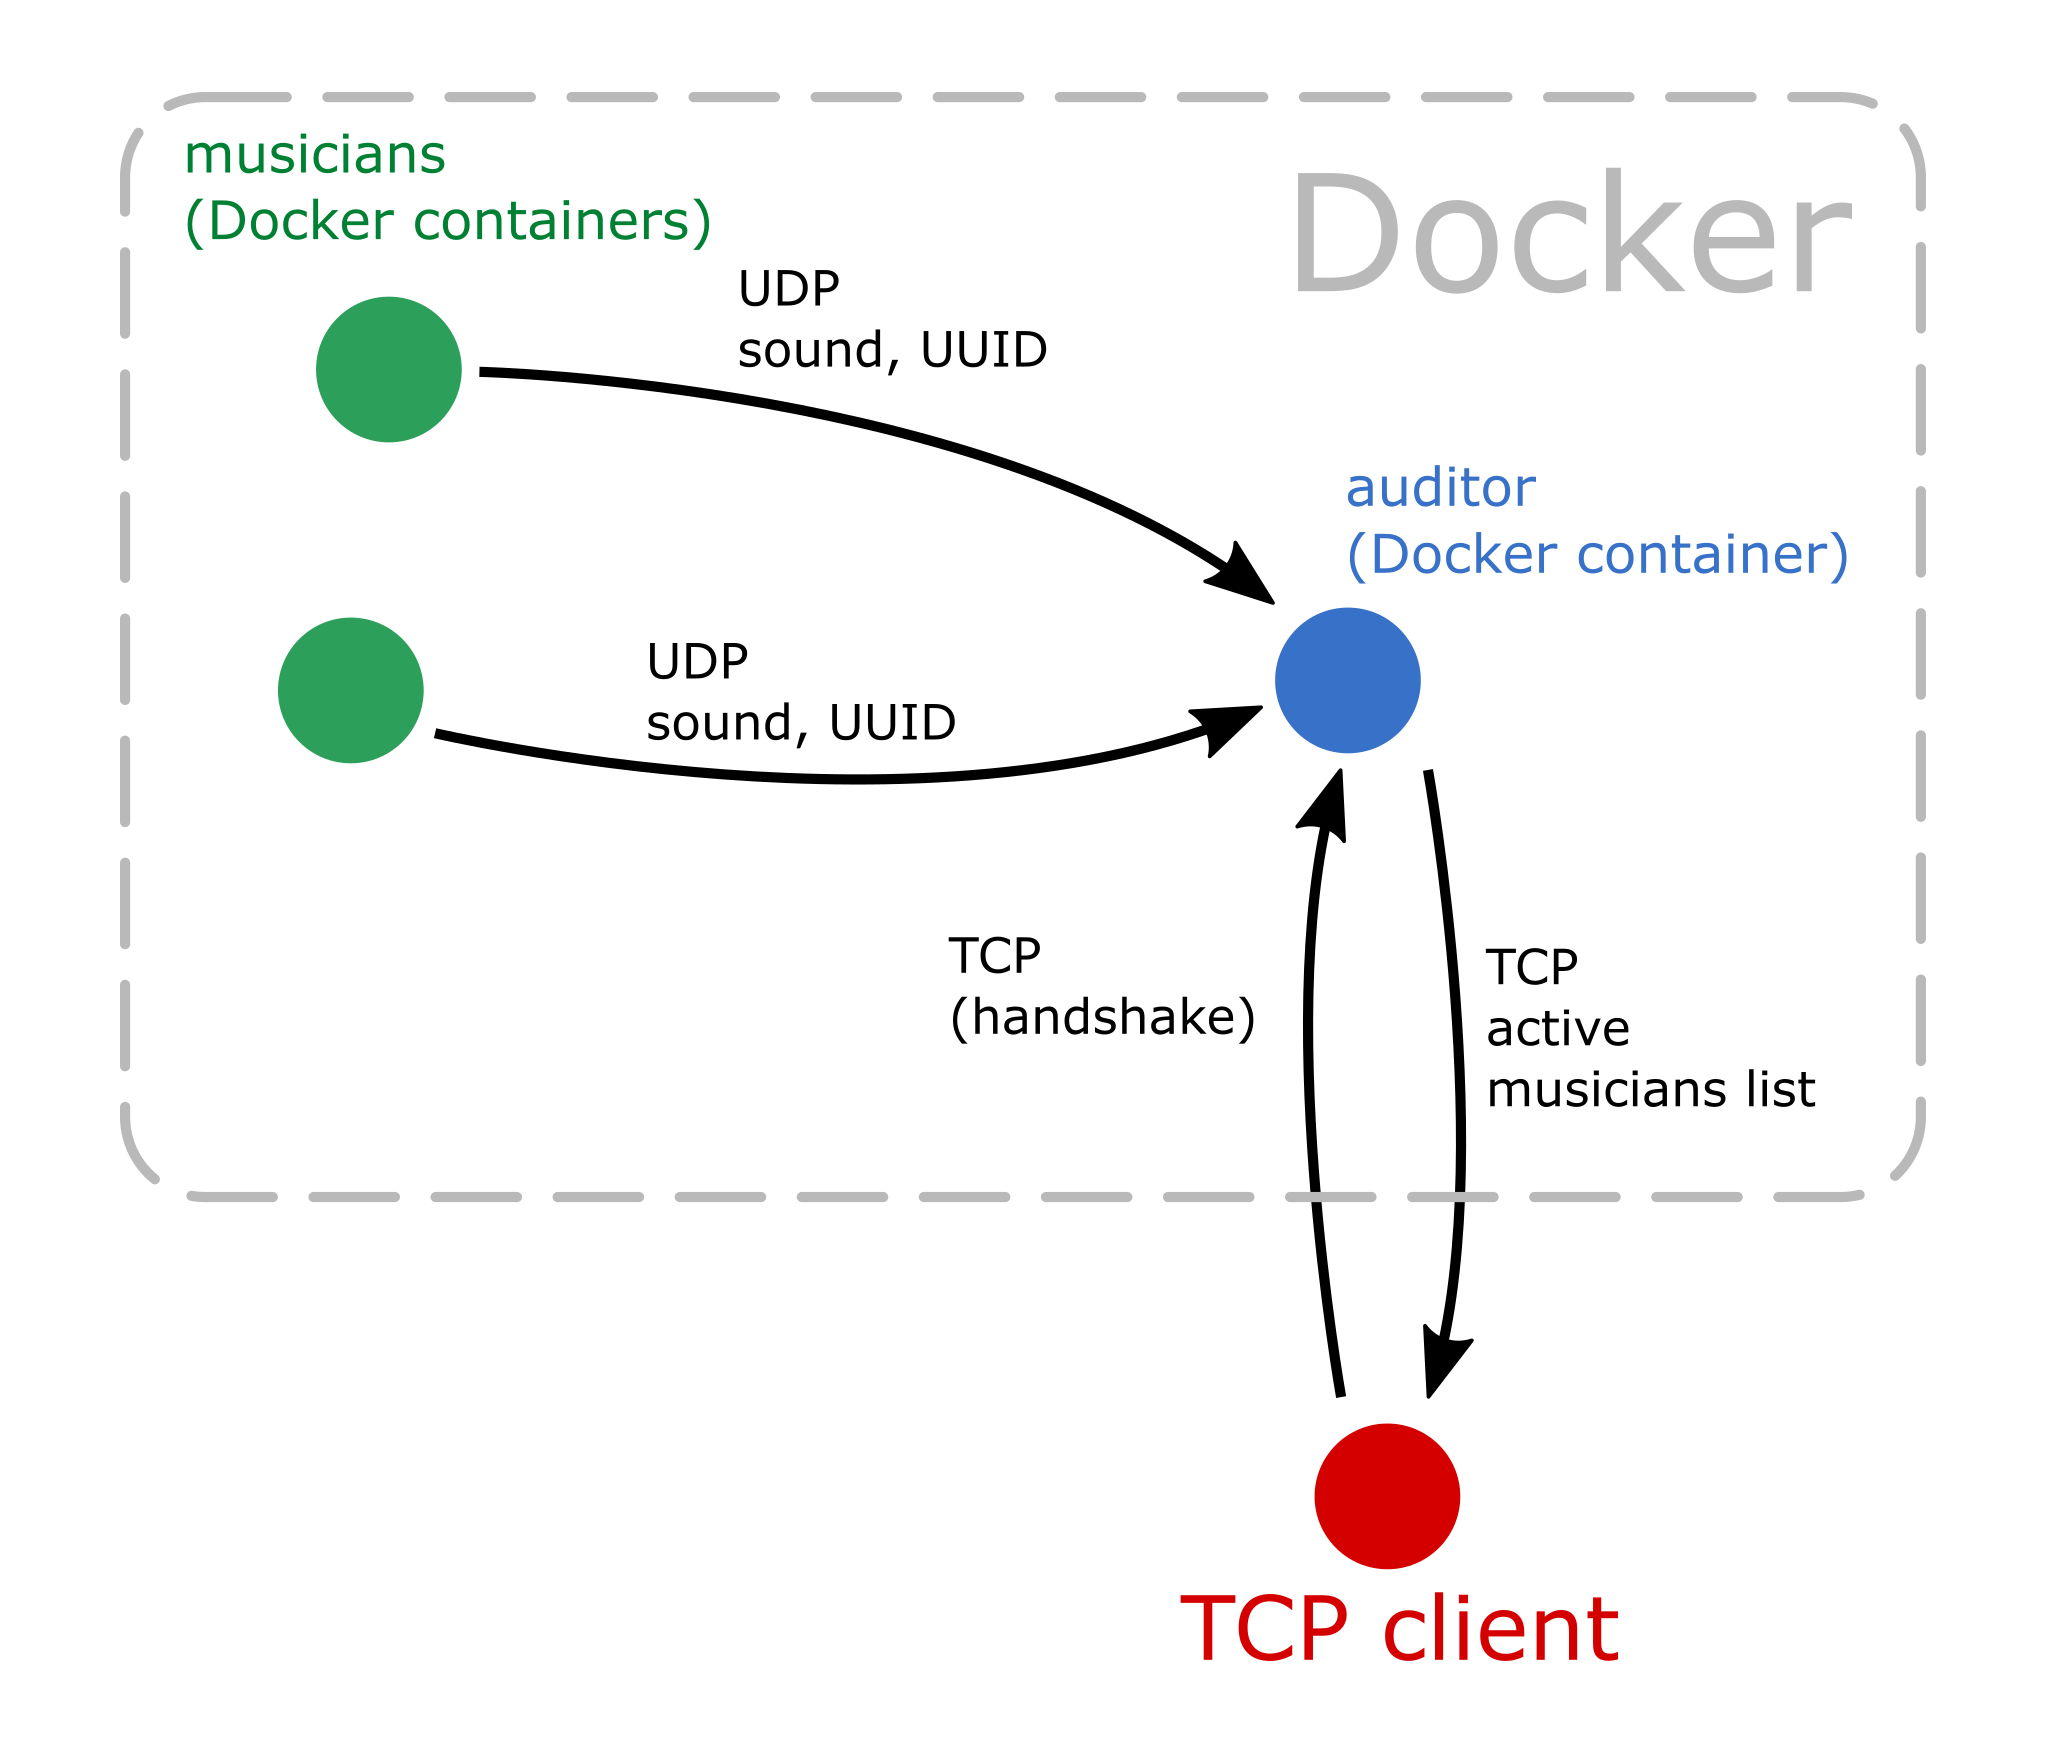 musicians
(Docker containers)
Docker
UDP
sound, UUID
auditor
(Docker container)
UDP
sound, UUID
TCP
(handshake)
TCP
active
musicians list
TCP client